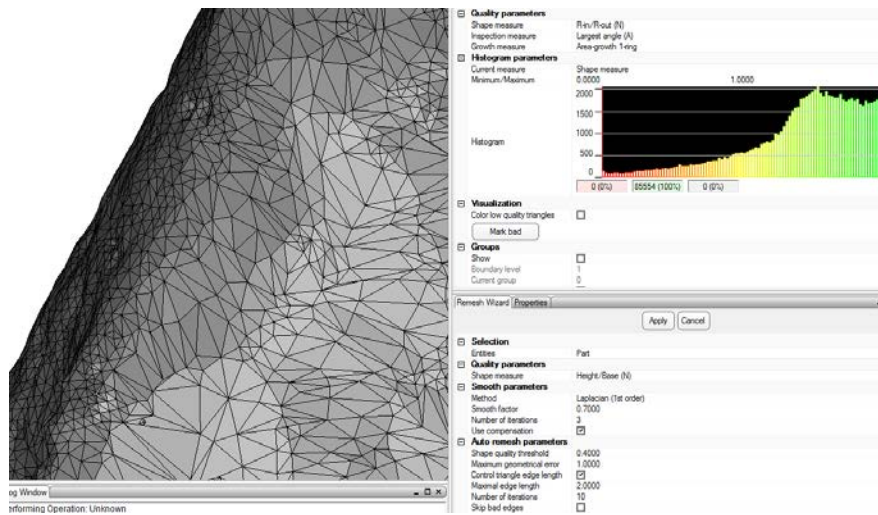 Quality parameters
Shape measure R-in/R-out (N)
Inspection measure Largest angle (A)
Growth measure Area-growth 1-ring
Histogram parameters
Current measure Shape measure
Minimum/Maximum 0.0000 1.0000
2000
1500
1000
Histogram
500
0
0 (0%) 85554 (100%) 0 (0%)
Visualization
Color low quality triangles
Mark bad
Groups
Show
Boundary level 1
Current group 0
Remesh Wizard Properties
Apply Cancel
Selection
Entities Part
Quality parameters
Shape measure Height/Base (N)
Smooth parameters
Method Laplacian (1st order)
Smooth factor 0.7000
Number of iterations 3
Use compensation
Auto remesh parameters
Shape quality threshold 0.4000
Maximum geometrical error 1.0000
Control triangle edge length
Maximal edge length 2.0000
Number of iterations 10
Skip bad edges
og Window
erforming Operation: Unknown